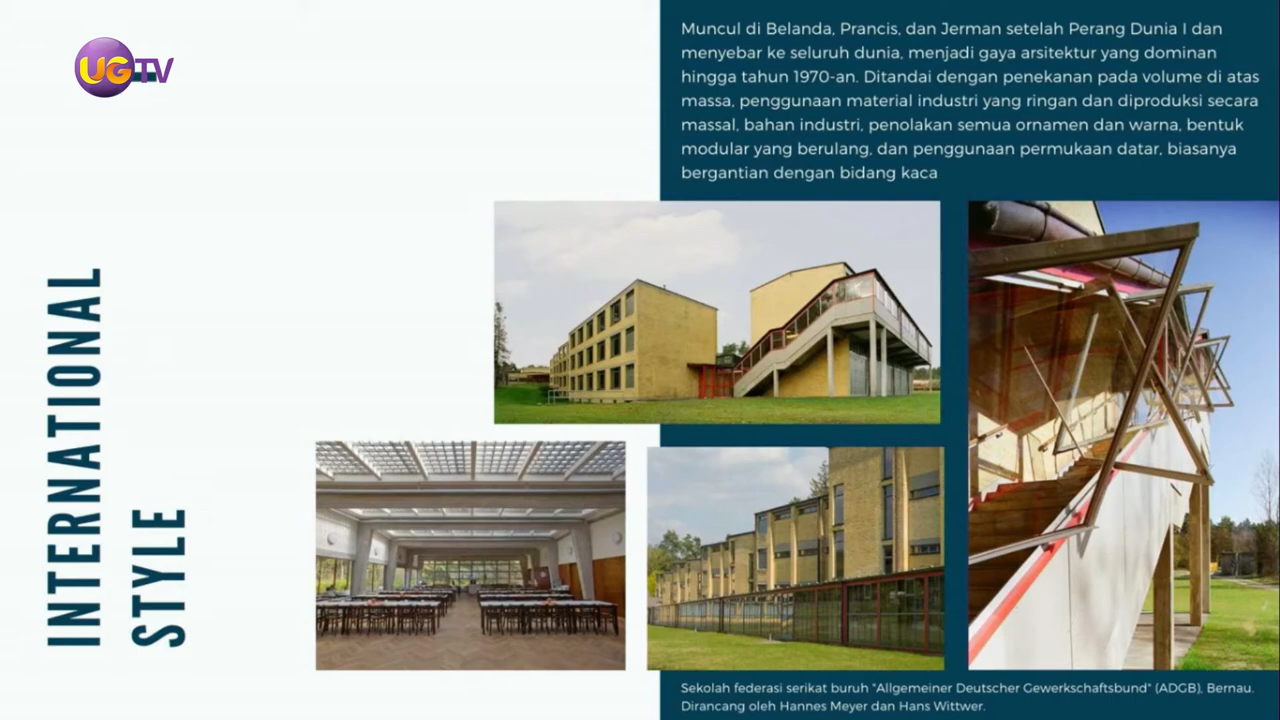 UGTV
Muncul di Belanda, Prancis, dan Jerman setelah Perang Dunia I dan
menyebar ke seluruh dunia, menjadi gaya arsitektur yang dominan
hingga tahun 1970-an. Ditandai dengan penekanan pada volume di atas
massa, penggunaan material industri yang ringan dan diproduksi secara
massal, bahan industri, penolakan semua ornamen dan warna, bentuk
modular yang berulang, dan penggunaan permukaan datar, biasanya
bergantian dengan bidang kaca
INTERNATIONAL
STYLE
Sekolah federasi serikat buruh "Allgemeiner Deutscher Gewerkschaftsbund" (ADGB), Bernau.
Dirancang oleh Hannes Meyer dan Hans Wittwer.